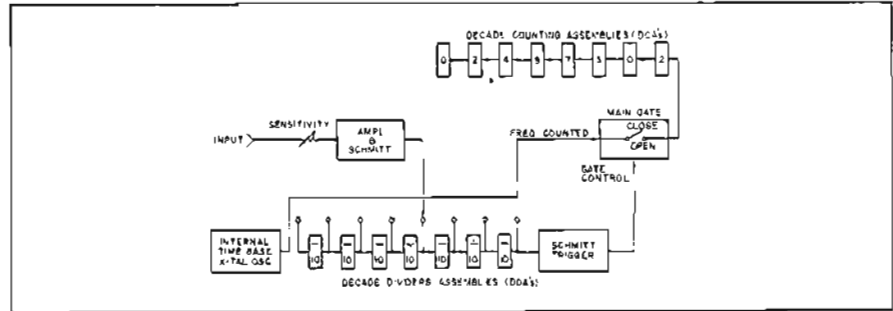 DECADE COUNTING ASSEMBLIES (DCA's)
0 2 4 9 7 3 0 2
MAIN GATE
CLOSE
OPEN
SENSITIVITY
INPUT
AMPL
&
SCHMITT
FREQ COUNTED
GATE
CONTROL
INTERNAL
TIME BASE
X-TAL OSC
÷ ÷ ÷ ÷ ÷ ÷ ÷
10 10 10 10 10 10 10
SCHMITT
TRIGGER
DECADE DIVIDERS ASSEMBLIES (DDA's)